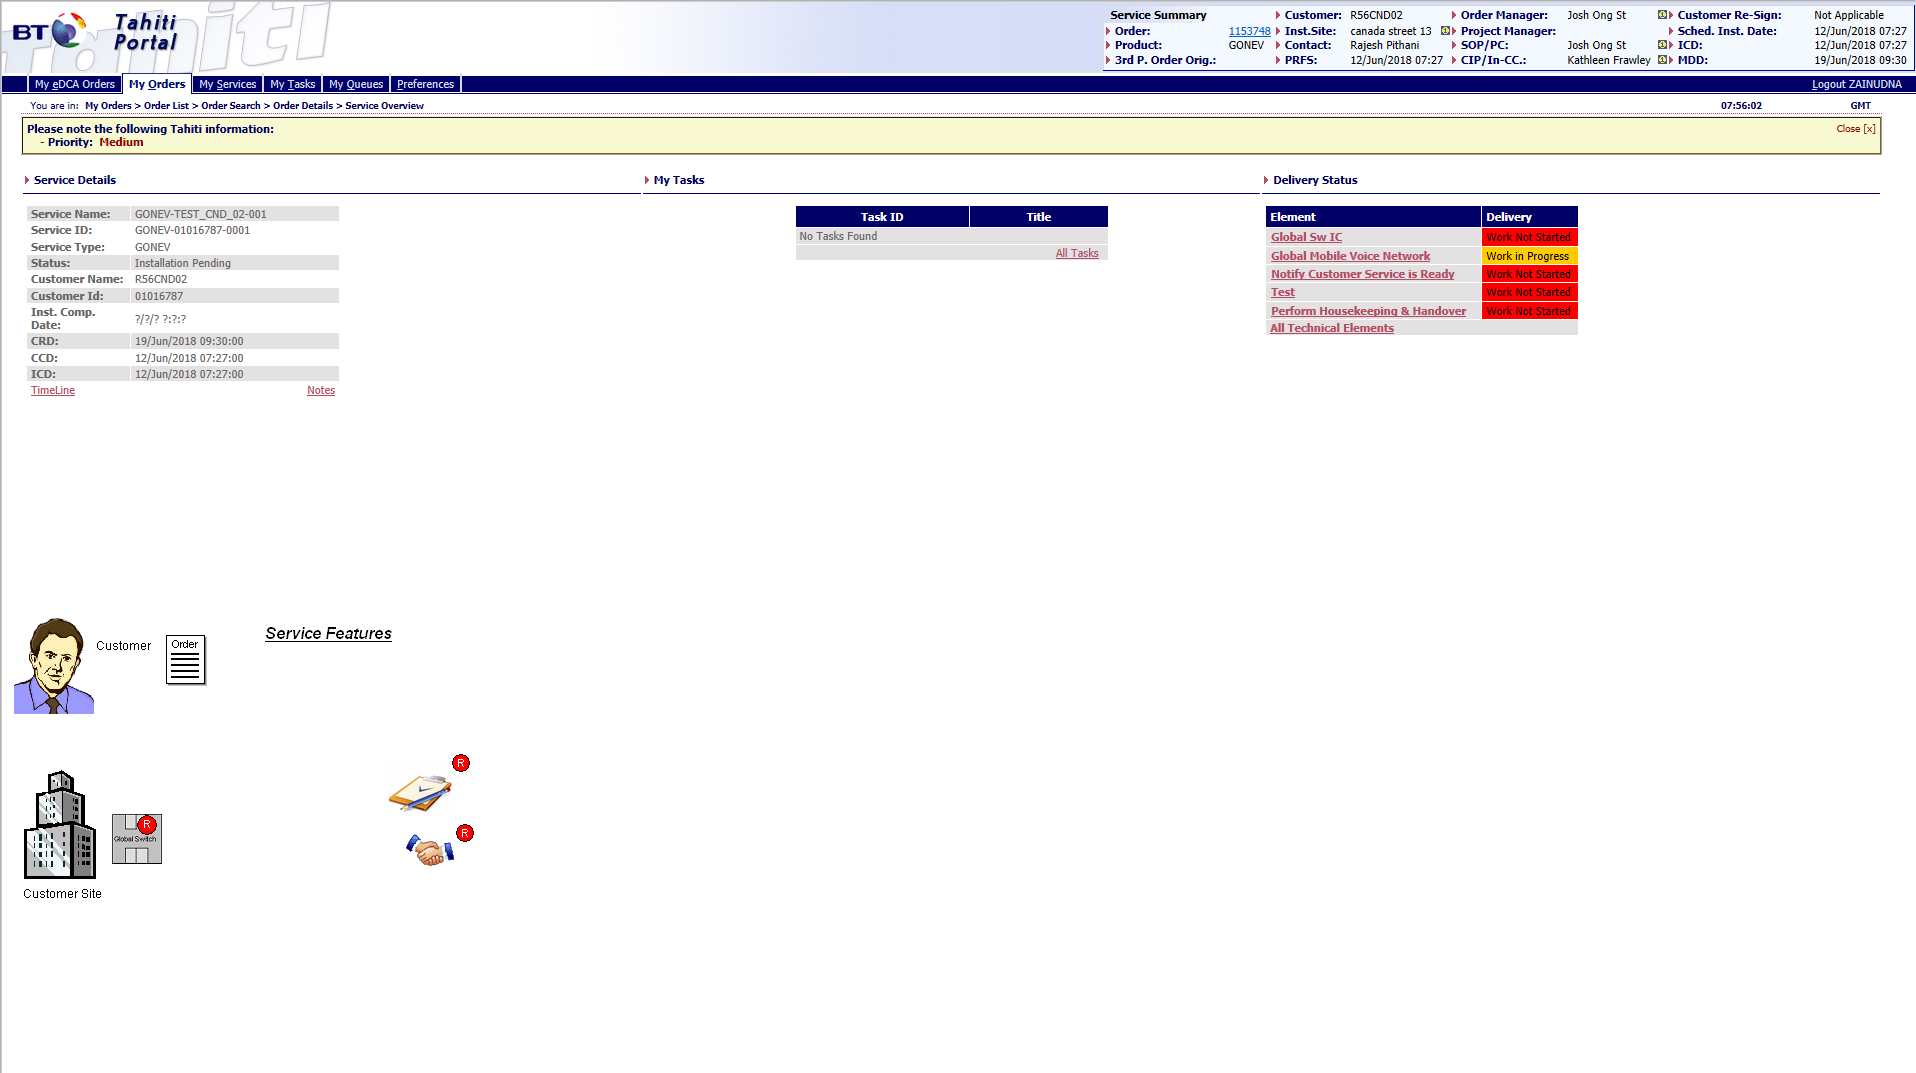 BT Tahiti Portal
Service Summary
Order: 1153748
Product: GONEV
3rd P. Order Orig.:
Customer: R56CND02
Inst.Site: canada street 13
Contact: Rajesh Pithani
PRFS: 12/Jun/2018 07:27
Order Manager: Josh Ong St
Project Manager:
SOP/PC: Josh Ong St
CIP/In-CC.: Kathleen Frawley
Customer Re-Sign: Not Applicable
Sched. Inst. Date: 12/Jun/2018 07:27
ICD: 12/Jun/2018 07:27
MDD: 19/Jun/2018 09:30
My eDCA Orders My Orders My Services My Tasks My Queues Preferences Logout ZAINUDNA
You are in: My Orders > Order List > Order Search > Order Details > Service Overview 07:56:02 GMT
Please note the following Tahiti information: Close [x]
- Priority: Medium
Service Details
Service Name: GONEV-TEST_CND_02-001
Service ID: GONEV-01016787-0001
Service Type: GONEV
Status: Installation Pending
Customer Name: R56CND02
Customer Id: 01016787
Inst. Comp. Date: ?/?/? ?:?:?
CRD: 19/Jun/2018 09:30:00
CCD: 12/Jun/2018 07:27:00
ICD: 12/Jun/2018 07:27:00
TimeLine Notes
My Tasks
Task ID Title
No Tasks Found
All Tasks
Delivery Status
Element Delivery
Global Sw IC Work Not Started
Global Mobile Voice Network Work in Progress
Notify Customer Service is Ready Work Not Started
Test Work Not Started
Perform Housekeeping & Handover Work Not Started
All Technical Elements
Customer
Order
Service Features
R
R
R
Global Switch
Customer Site